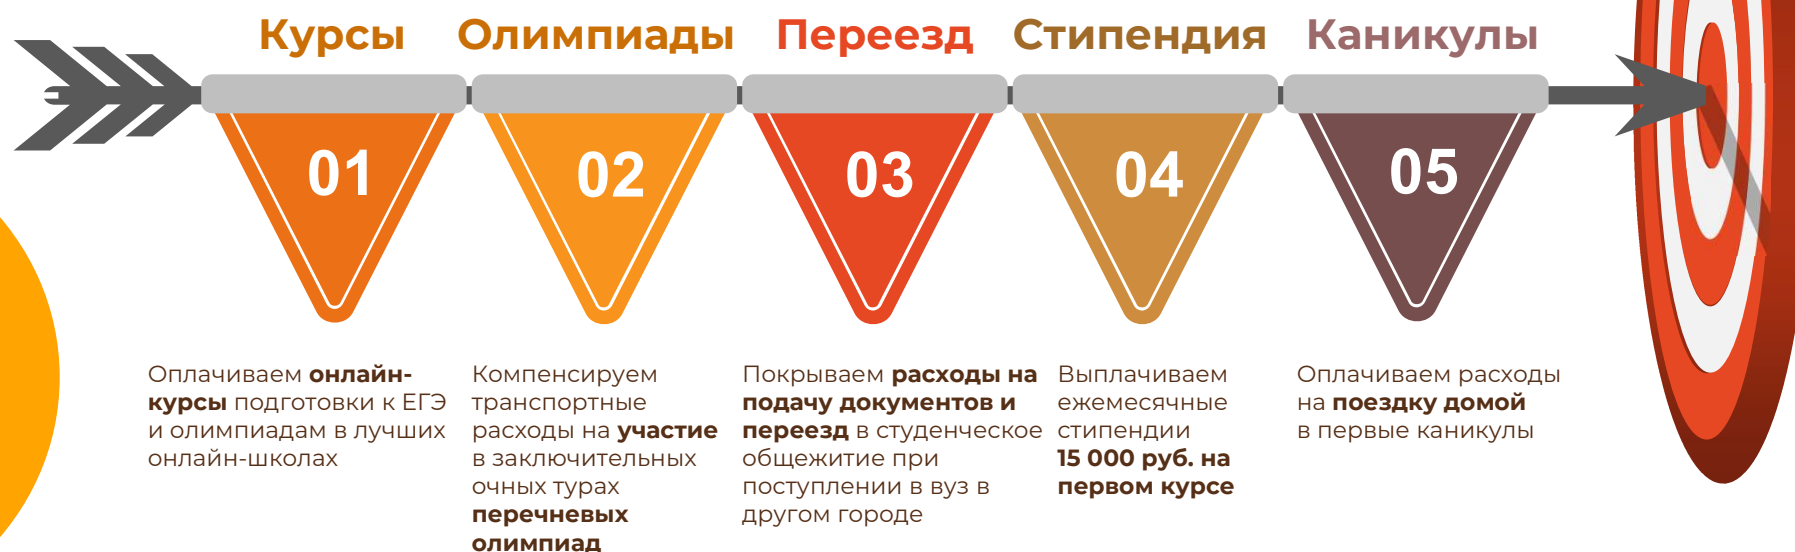 Курсы
Олимпиады
Переезд
Стипендия
Каникулы
01
02
03
04
05
Оплачиваем онлайн-
курсы подготовки к ЕГЭ
и олимпиадам в лучших
онлайн-школах
Компенсируем
транспортные
расходы на участие
в заключительных
очных турах
перечневых
олимпиад
Покрываем расходы на
подачу документов и
переезд в студенческое
общежитие при
поступлении в вуз в
другом городе
Выплачиваем
ежемесячные
стипендии
15 000 руб. на
первом курсе
Оплачиваем расходы
на поездку домой
в первые каникулы